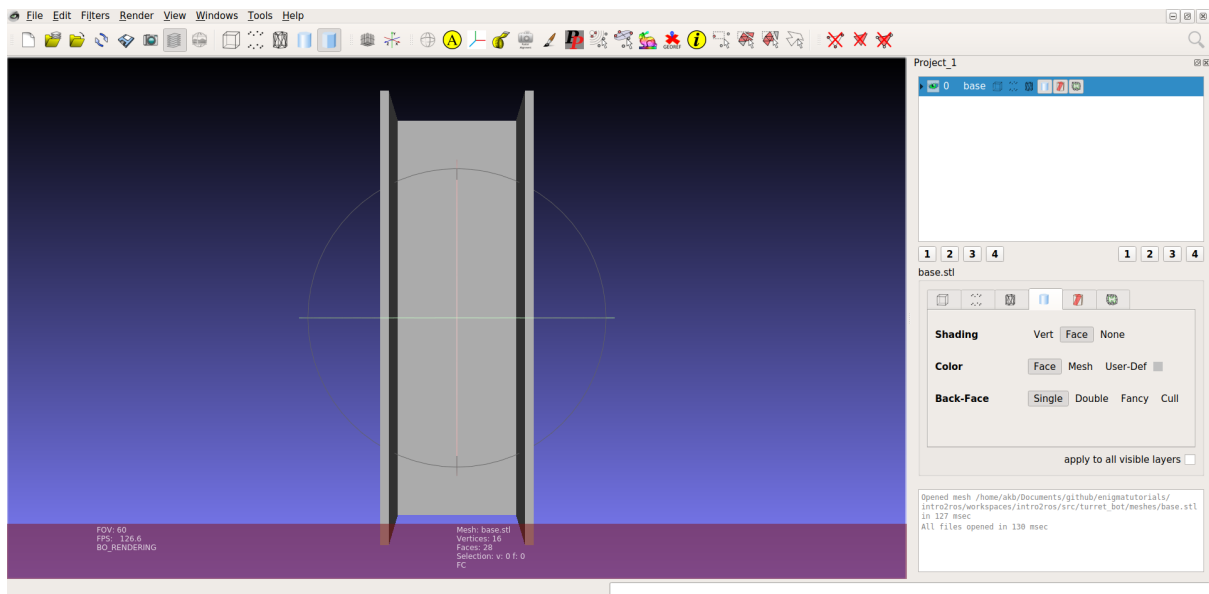 File Edit Filters Render View Windows Tools Help
A
PP
GEOREF
i
Project_1
0 base
1 2 3 4 1 2 3 4
base.stl
Shading Vert Face None
Color Face Mesh User-Def
Back-Face Single Double Fancy Cull
apply to all visible layers
Opened mesh /home/akb/Documents/github/enigmatutorials/
intro2ros/workspaces/intro2ros/src/turret_bot/meshes/base.stl
in 127 msec
All files opened in 130 msec
FOV: 60
FPS: 126.6
BO_RENDERING
Mesh: base.stl
Vertices: 16
Faces: 28
Selection: v: 0 f: 0
FC